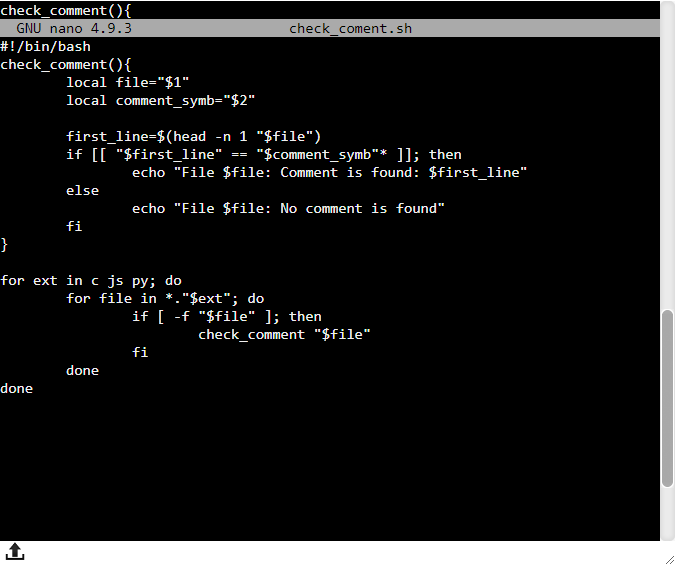 check_comment(){
GNU nano 4.9.3 check_coment.sh
#!/bin/bash
check_comment(){
local file="$1"
local comment_symb="$2"
first_line=$(head -n 1 "$file")
if [[ "$first_line" == "$comment_symb"* ]]; then
echo "File $file: Comment is found: $first_line"
else
echo "File $file: No comment is found"
fi
}
for ext in c js py; do
for file in *."$ext"; do
if [ -f "$file" ]; then
check_comment "$file"
fi
done
done